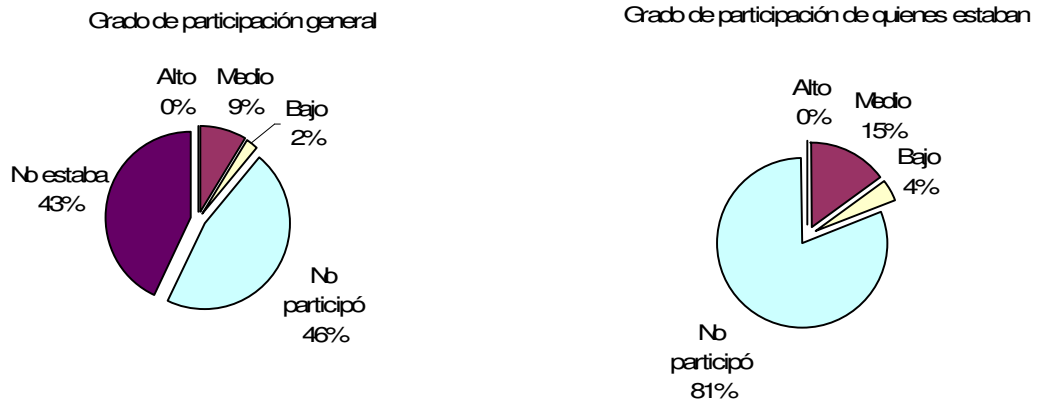 Grado de participación general
Alto
0%
Medio
9%
Bajo
2%
No estaba
43%
No
participó
46%
Grado de participación de quienes estaban
Alto
0%
Medio
15%
Bajo
4%
No
participó
81%